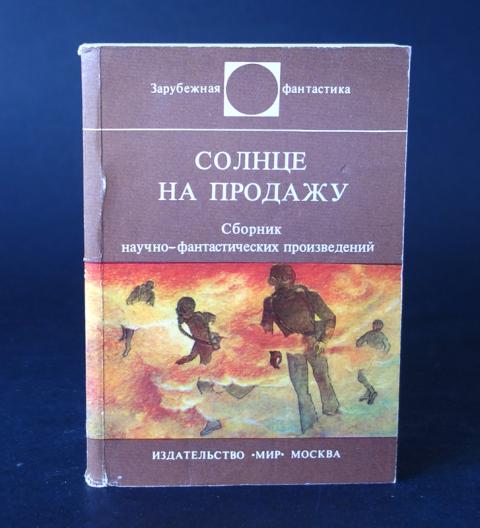 Зарубежная фантастика
СОЛНЦЕ
НА ПРОДАЖУ
Сборник
научно-фантастических произведений
ИЗДАТЕЛЬСТВО «МИР» МОСКВА